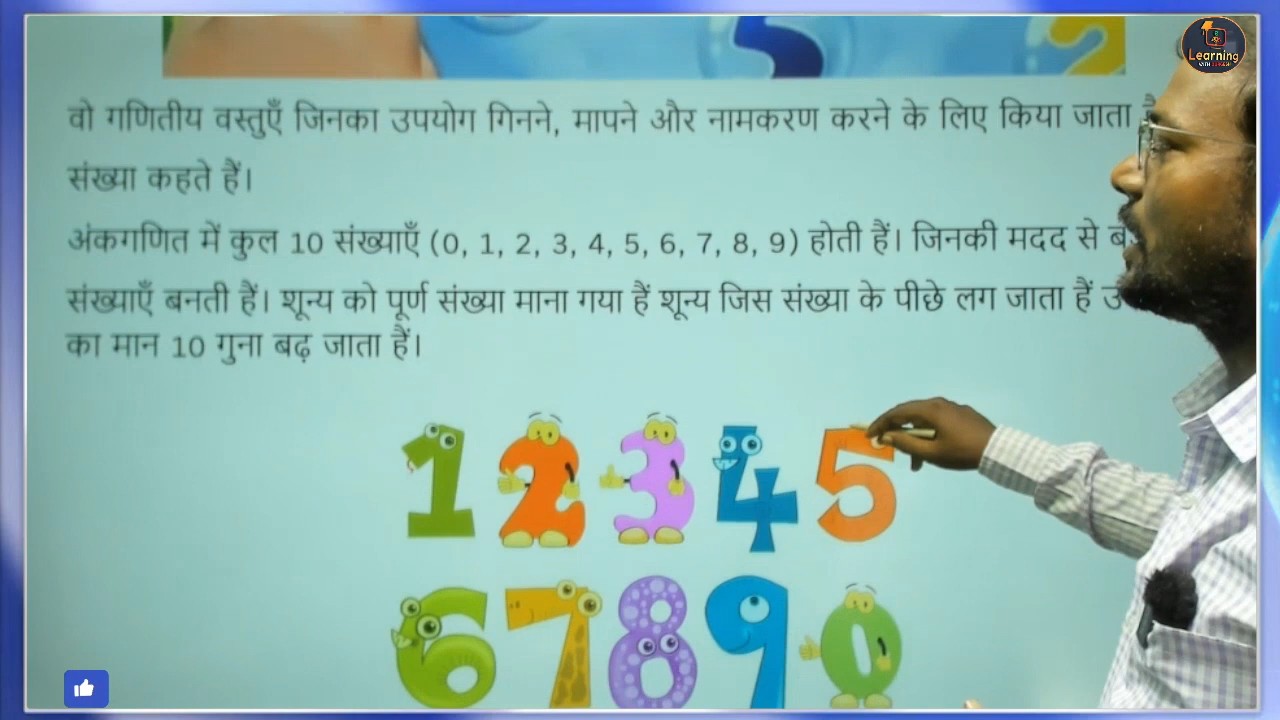 5 2
Learning
वो गणितीय वस्तुएँ जिनका उपयोग गिनने, मापने और नामकरण करने के लिए किया जाता
संख्या कहते हैं।
अंकगणित में कुल 10 संख्याएँ (0, 1, 2, 3, 4, 5, 6, 7, 8, 9) होती हैं। जिनकी मदद से
संख्याएँ बनती हैं। शून्य को पूर्ण संख्या माना गया हैं शून्य जिस संख्या के पीछे लग जाता हैं
का मान 10 गुना बढ़ जाता हैं।
1 2 3 4 5
6 7 8 9 0